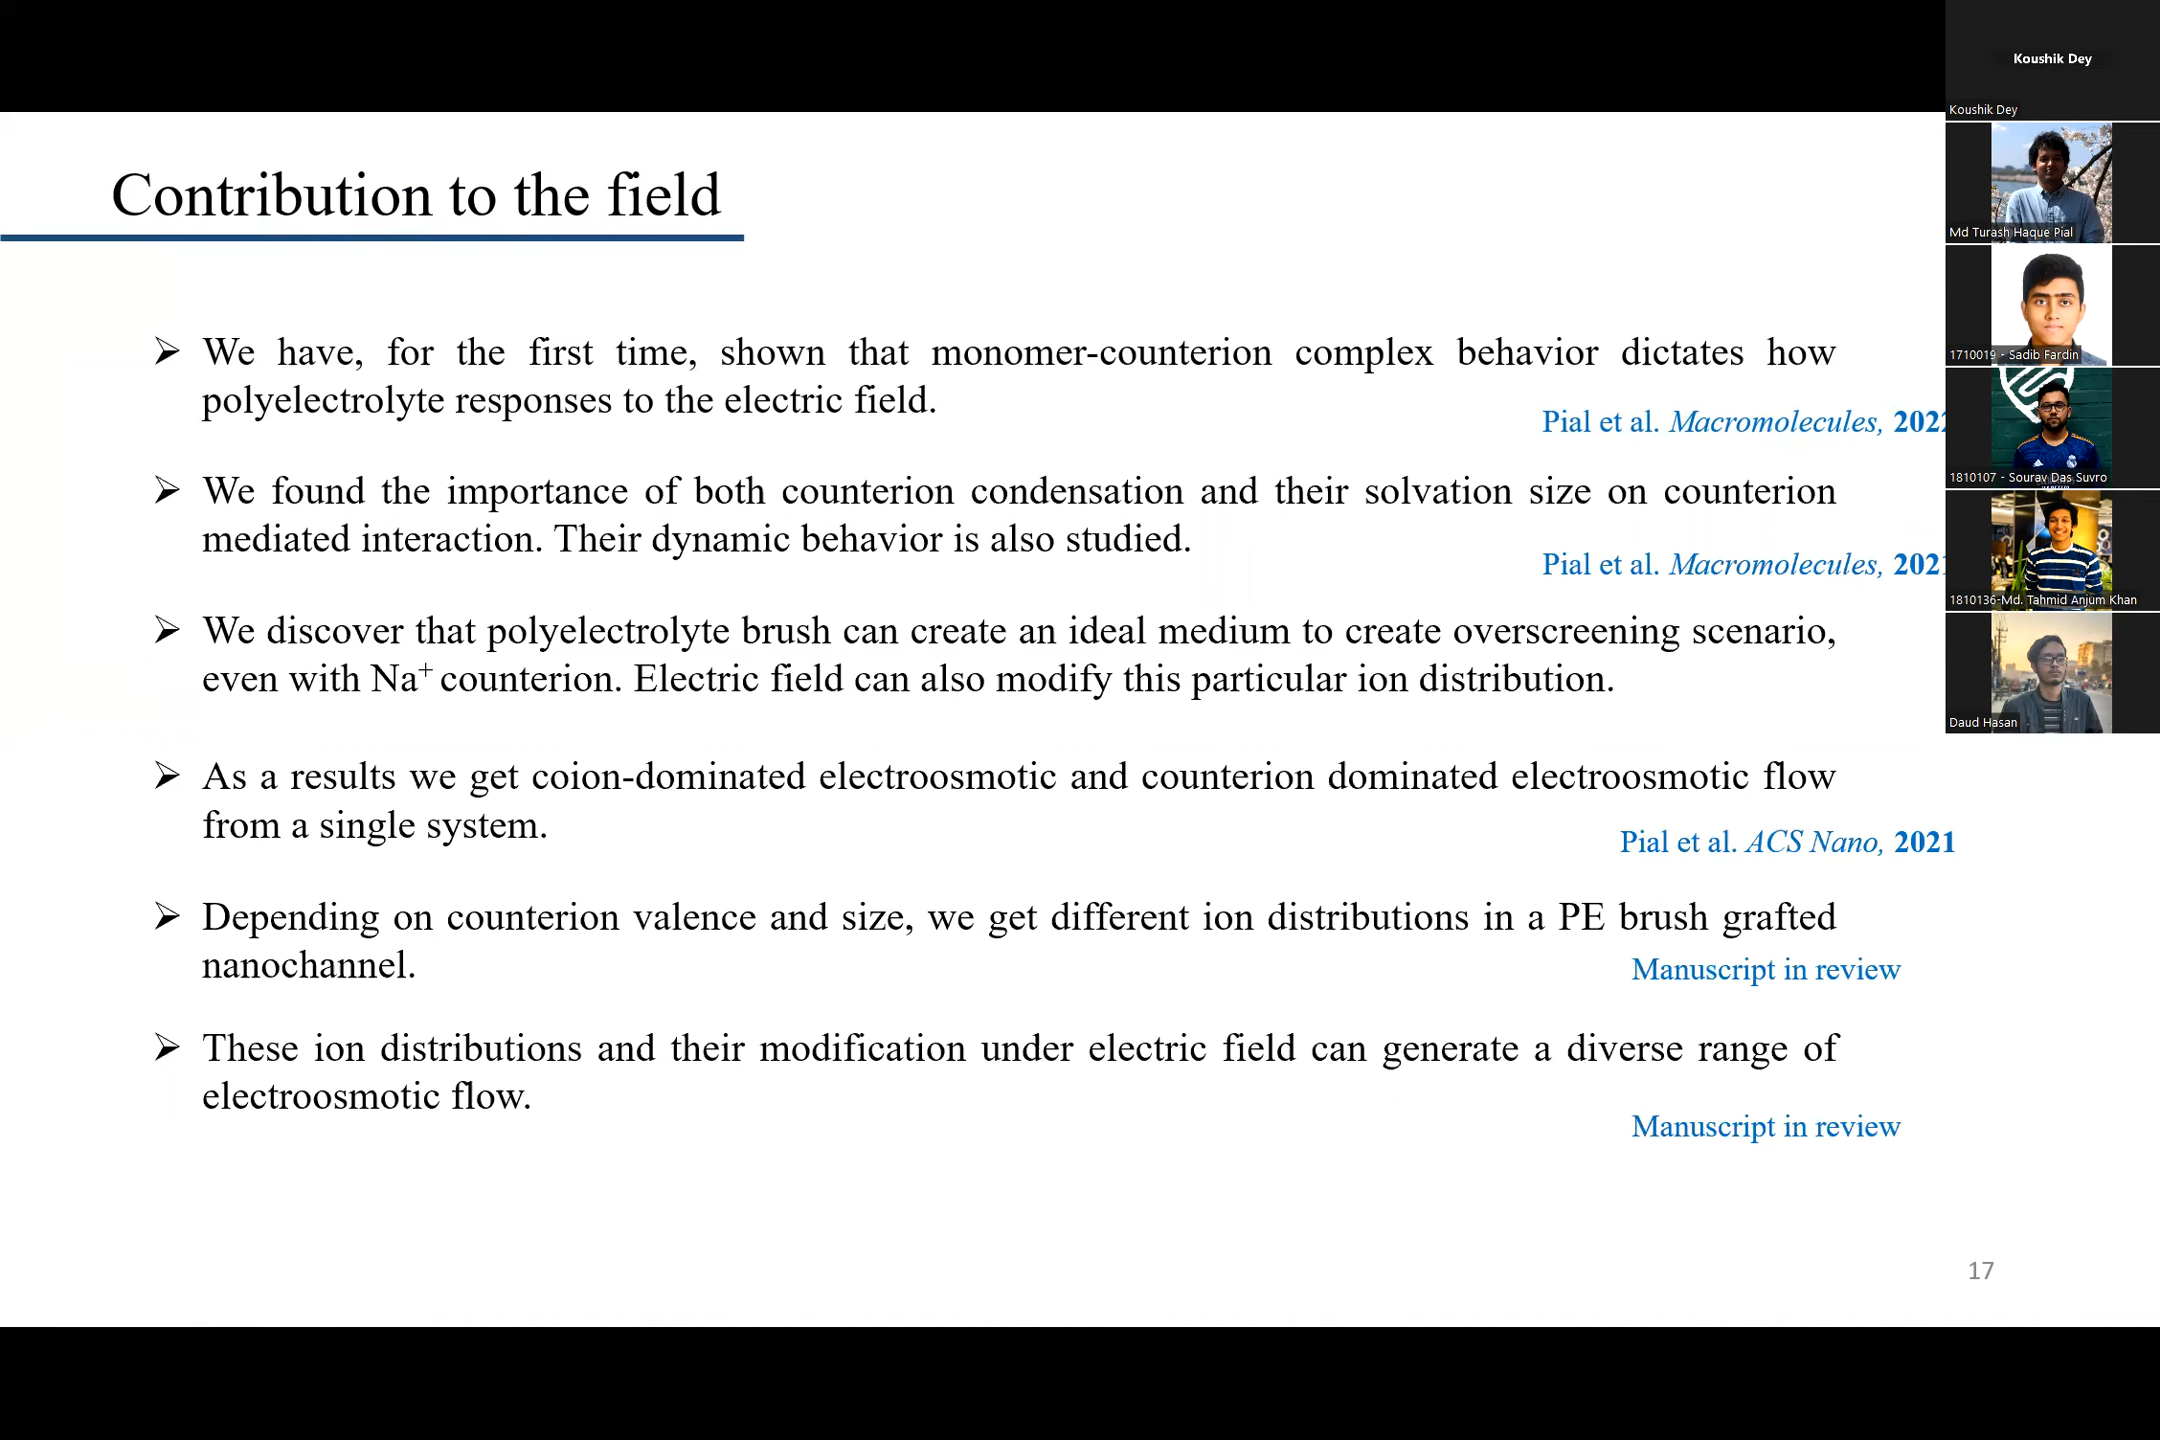 Koushik Dey
Koushik Dey
Contribution to the field
Md Turash Haque Pial
➢ We have, for the first time, shown that monomer-counterion complex behavior dictates how
polyelectrolyte responses to the electric field.
1710019 - Sadib Fardin
Pial et al. Macromolecules, 2022
➢ We found the importance of both counterion condensation and their solvation size on counterion
mediated interaction. Their dynamic behavior is also studied.
1810107 - Sourav Das Suvro
Pial et al. Macromolecules, 2021
1810136-Md. Tahmid Anjum Khan
➢ We discover that polyelectrolyte brush can create an ideal medium to create overscreening scenario,
even with Na⁺ counterion. Electric field can also modify this particular ion distribution.
Daud Hasan
➢ As a results we get coion-dominated electroosmotic and counterion dominated electroosmotic flow
from a single system.
Pial et al. ACS Nano, 2021
➢ Depending on counterion valence and size, we get different ion distributions in a PE brush grafted
nanochannel.
Manuscript in review
➢ These ion distributions and their modification under electric field can generate a diverse range of
electroosmotic flow.
Manuscript in review
17